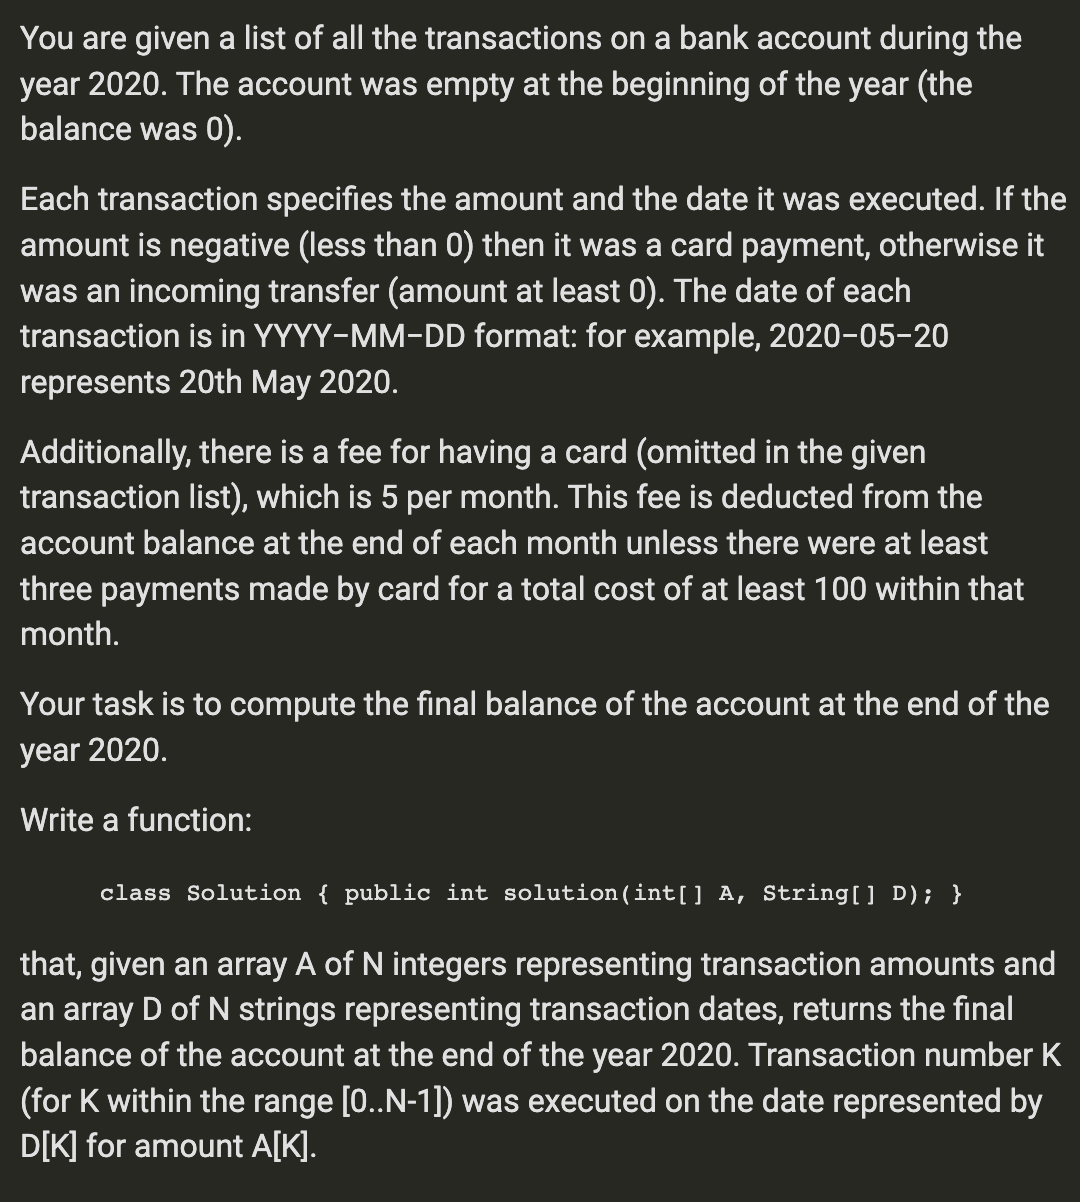 You are given a list of all the transactions on a bank account during the
year 2020. The account was empty at the beginning of the year (the
balance was 0).
Each transaction specifies the amount and the date it was executed. If the
amount is negative (less than 0) then it was a card payment, otherwise it
was an incoming transfer (amount at least 0). The date of each
transaction is in YYYY-MM-DD format: for example, 2020-05-20
represents 20th May 2020.
Additionally, there is a fee for having a card (omitted in the given
transaction list), which is 5 per month. This fee is deducted from the
account balance at the end of each month unless there were at least
three payments made by card for a total cost of at least 100 within that
month.
Your task is to compute the final balance of the account at the end of the
year 2020.
Write a function:
class Solution { public int solution(int[] A, String[] D); }
that, given an array A of N integers representing transaction amounts and
an array D of N strings representing transaction dates, returns the final
balance of the account at the end of the year 2020. Transaction number K
(for K within the range [0..N-1]) was executed on the date represented by
D[K] for amount A[K].